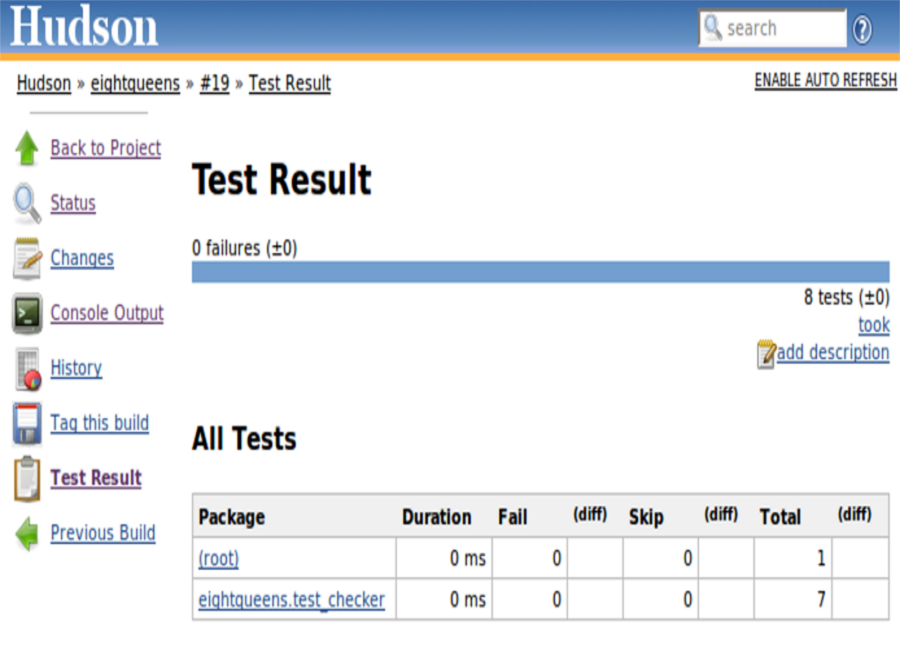 Hudson
search
?
Hudson » eightqueens » #19 » Test Result
ENABLE AUTO REFRESH
Back to Project
Status
Changes
Console Output
History
Tag this build
Test Result
Previous Build
Test Result
0 failures (±0)
8 tests (±0)
took
add description
All Tests
Package Duration Fail (diff) Skip (diff) Total (diff)
(root) 0 ms 0 0 1
eightqueens.test_checker 0 ms 0 0 7